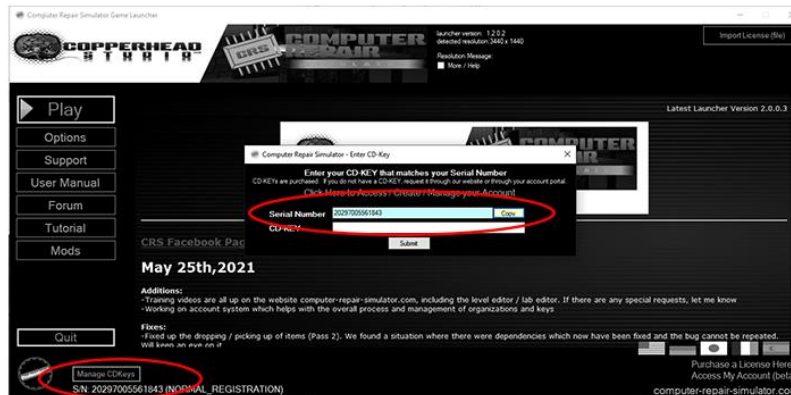 Computer Repair Simulator Game Launcher
COPPERHEAD
STUDIO
CRS
COMPUTER
REPAIR
launcher version: 1.2.0.2
detected resolution:3440 x 1440
Resolution Message:
More / Help
Import License (file)
Latest Launcher Version 2.0.0.3
Play
Options
Support
User Manual
Forum
Tutorial
Mods
Quit
Computer Repair Simulator - Enter CD-Key
Enter your CD-KEY that matches your Serial Number
CD-KEYs are purchased. If you do not have a CD-KEY, request it through our website or through your account portal.
Click Here to Access / Create / Manage your Account
Serial Number 20297005561843 Copy
CD-KEY
Submit
CRS Facebook Pag
May 25th,2021
Additions:
-Training videos are all up on the website computer-repair-simulator.com, including the level editor / lab editor. If there are any special requests, let me know
-Working on account system which helps with the overall process and management of organizations and keys
Fixes:
-Fixed up the dropping / picking up of items (Pass 2). We found a situation where there were dependencies which now have been fixed and the bug cannot be repeated.
Will keep an eye on it
Manage CDKeys
S/N: 20297005561843 (NORMAL_REGISTRATION)
Purchase a License Here
Access My Account (beta
computer-repair-simulator.co